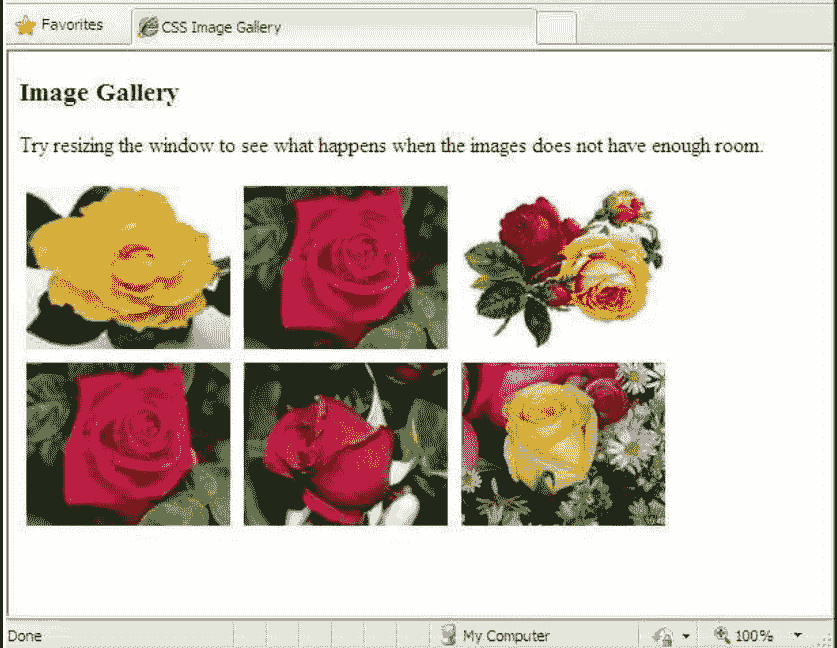 Favorites
CSS Image Gallery
Image Gallery
Try resizing the window to see what happens when the images does not have enough room.
Done
My Computer
100%